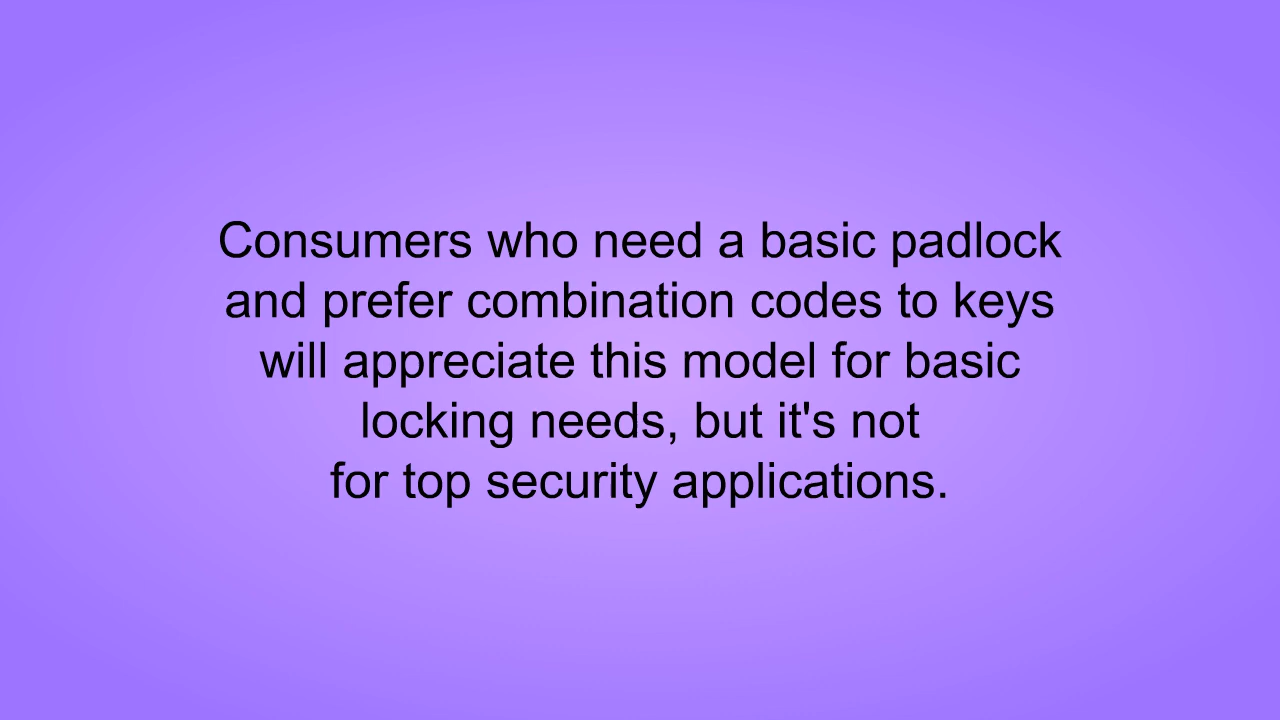 Consumers who need a basic padlock
and prefer combination codes to keys
will appreciate this model for basic
locking needs, but it's not
for top security applications.